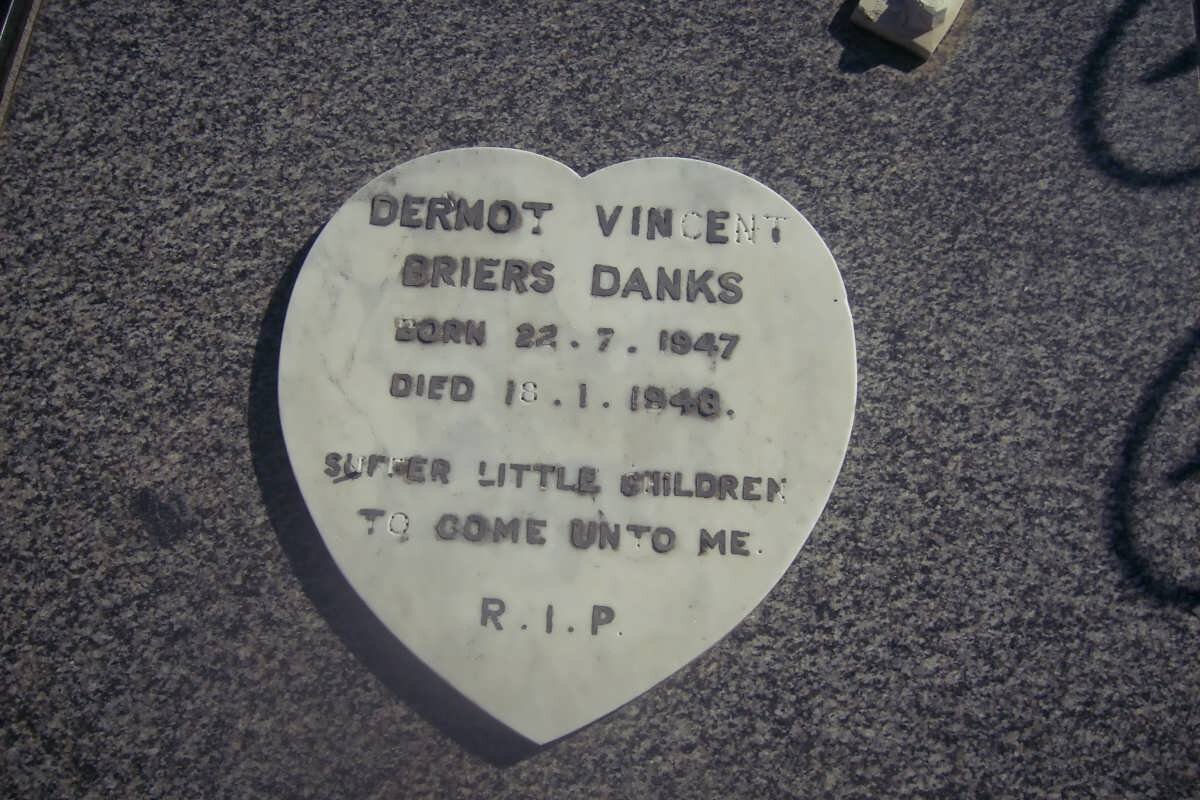 DERMOT VINCENT
BRIERS DANKS
BORN 22.7.1947
DIED 18.1.1948.
SUFFER LITTLE CHILDREN
TO COME UNTO ME.
R.I.P.